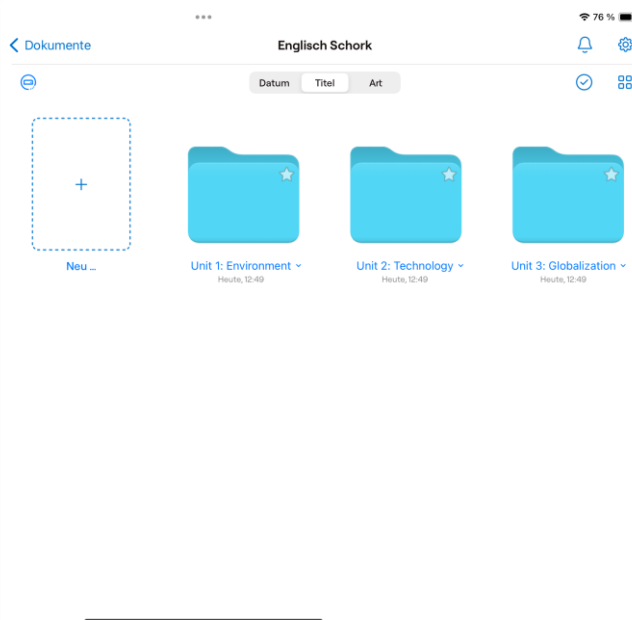 76 %
Dokumente
Englisch Schork
Datum Titel Art
Neu ...
Unit 1: Environment
Heute, 12:49
Unit 2: Technology
Heute, 12:49
Unit 3: Globalization
Heute, 12:49